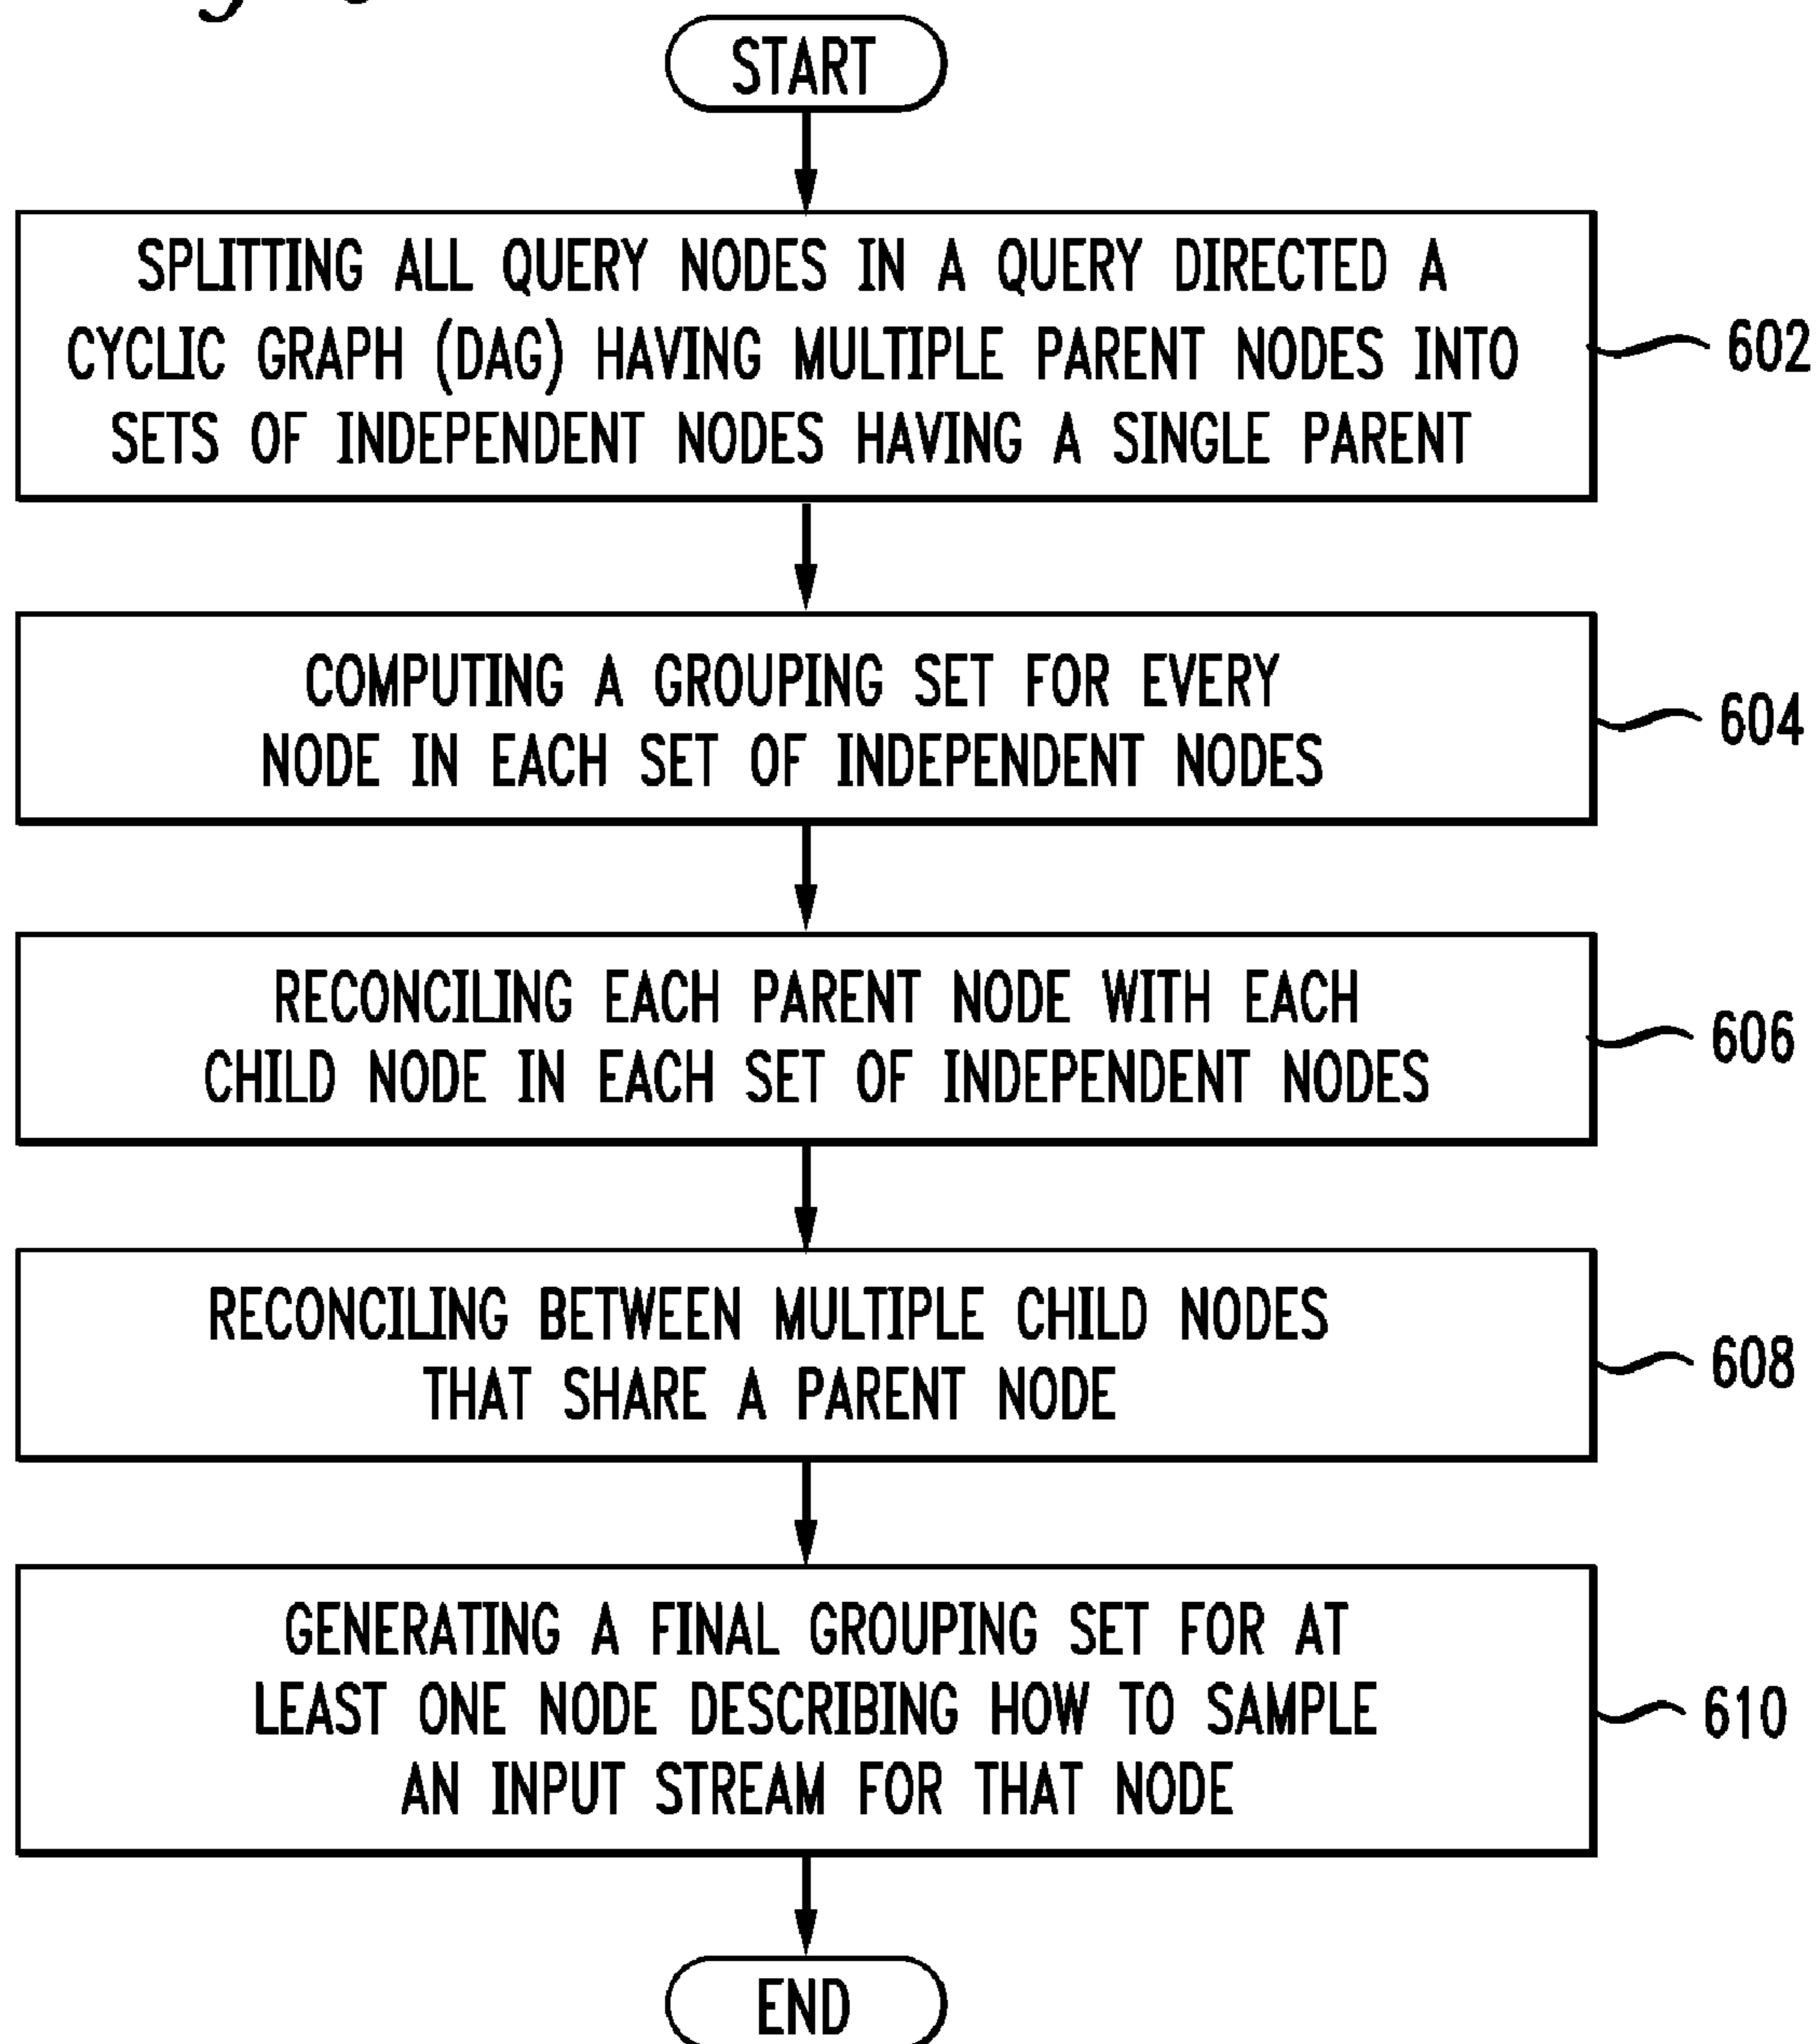 START
SPLITTING ALL QUERY NODES IN A QUERY DIRECTED A
CYCLIC GRAPH (DAG) HAVING MULTIPLE PARENT NODES INTO
SETS OF INDEPENDENT NODES HAVING A SINGLE PARENT
602
COMPUTING A GROUPING SET FOR EVERY
NODE IN EACH SET OF INDEPENDENT NODES
604
RECONCILING EACH PARENT NODE WITH EACH
CHILD NODE IN EACH SET OF INDEPENDENT NODES
606
RECONCILING BETWEEN MULTIPLE CHILD NODES
THAT SHARE A PARENT NODE
608
GENERATING A FINAL GROUPING SET FOR AT
LEAST ONE NODE DESCRIBING HOW TO SAMPLE
AN INPUT STREAM FOR THAT NODE
610
END